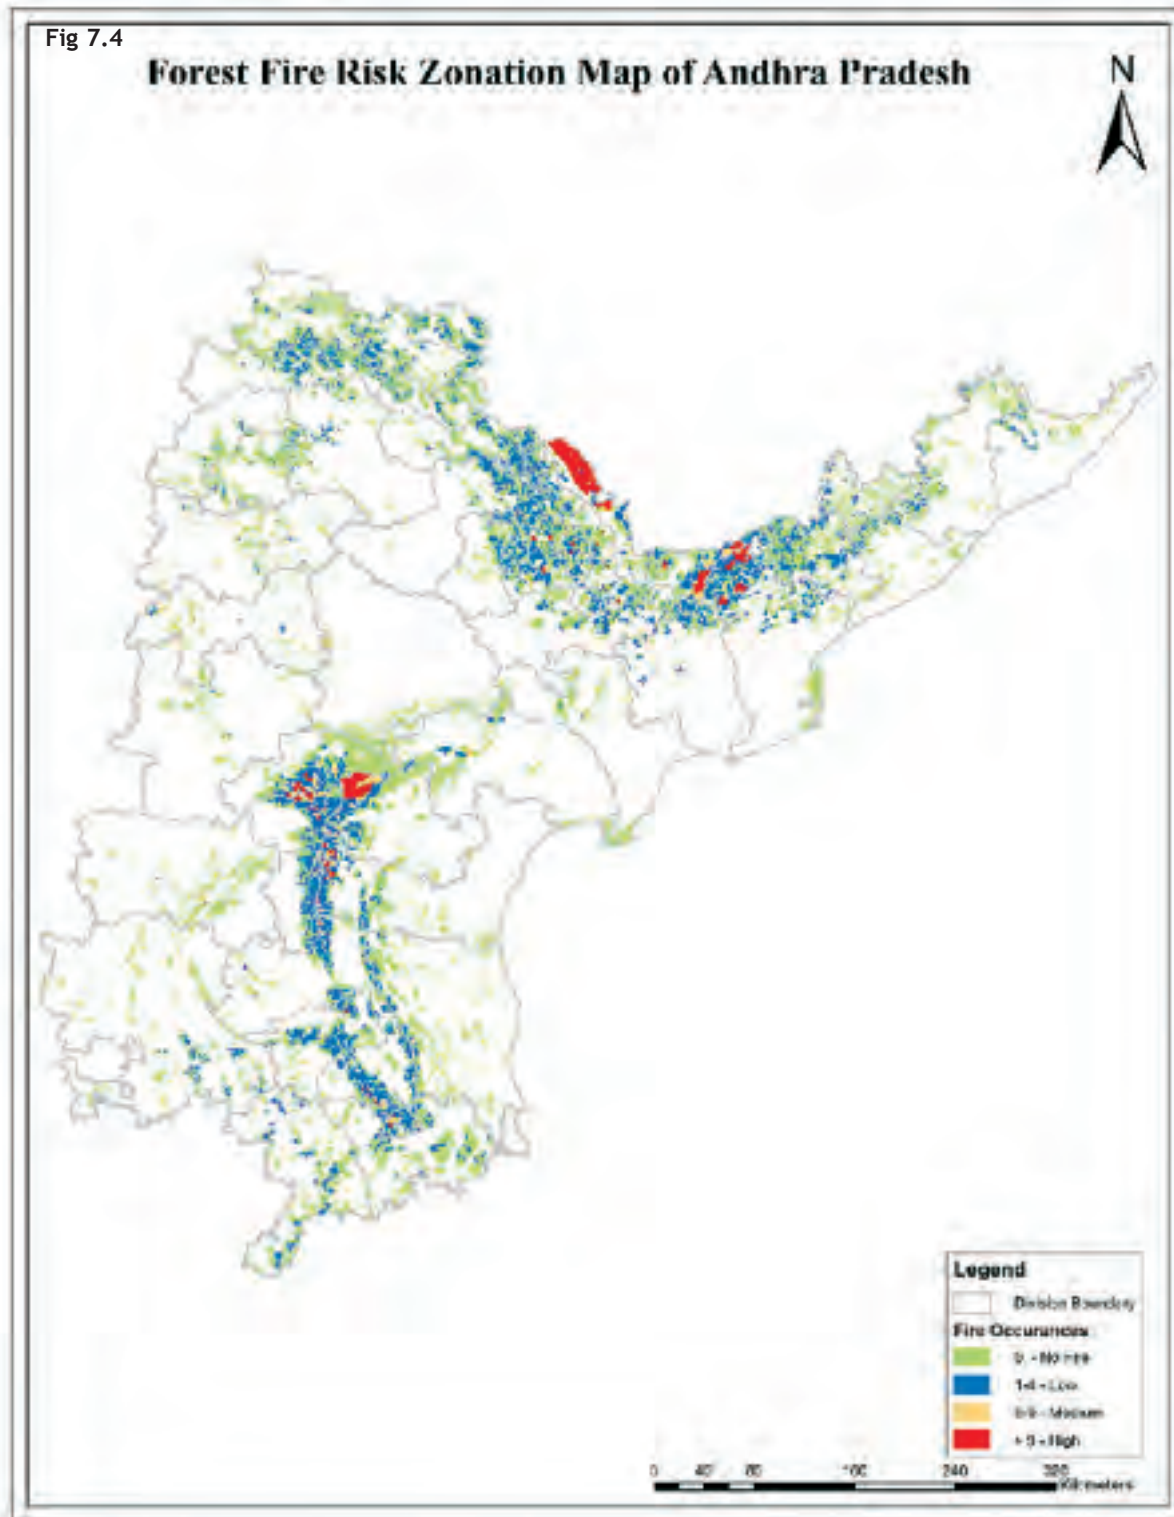 Fig 7.4
Forest Fire Risk Zonation Map of Andhra Pradesh
N
Legend
Division Boundary
Fire Occurances
0 - No Fire
1-4 - Low
- Medium
- High
0 40 80 160 240 320
Kilometers